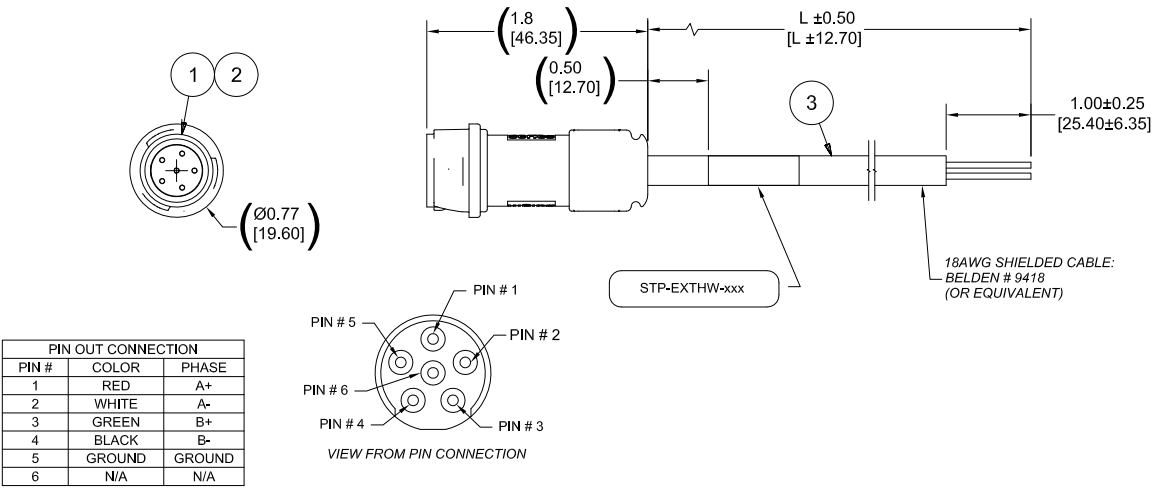 1.8
[46.35]
L ±0.50
[L ±12.70]
0.50
[12.70]
1 2
3
1.00±0.25
[25.40±6.35]
Ø0.77
[19.60]
STP-EXTHW-xxx
18AWG SHIELDED CABLE:
BELDEN # 9418
(OR EQUIVALENT)
PIN # 1
PIN # 5
PIN # 2
PIN # 6
PIN # 4
PIN # 3
VIEW FROM PIN CONNECTION
PIN OUT CONNECTION
PIN # COLOR PHASE
1 RED A+
2 WHITE A-
3 GREEN B+
4 BLACK B-
5 GROUND GROUND
6 N/A N/A